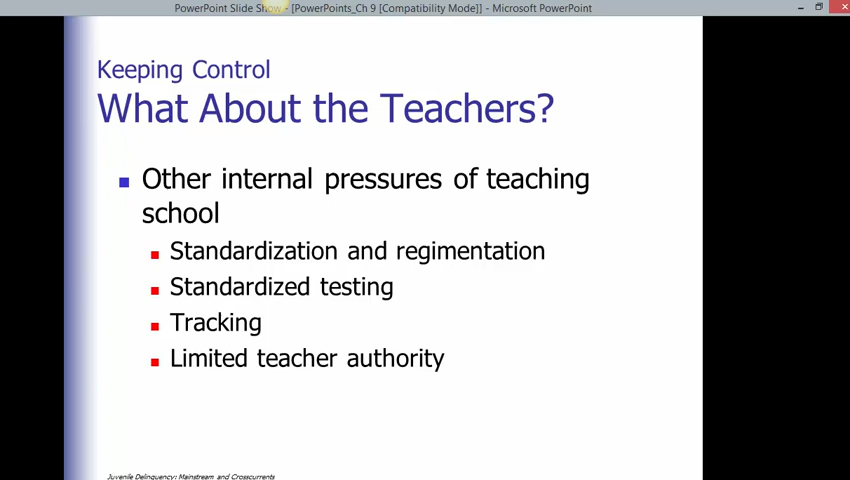 PowerPoint Slide Show - [PowerPoints_Ch 9 [Compatibility Mode]] - Microsoft PowerPoint
Keeping Control
What About the Teachers?
Other internal pressures of teaching
school
Standardization and regimentation
Standardized testing
Tracking
Limited teacher authority
Juvenile Delinquency: Mainstream and Crosscurrents